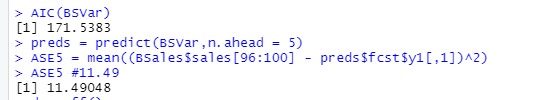 > AIC(BSVar)
[1] 171.5383
> preds = predict(BSVar,n.ahead = 5)
> ASE5 = mean((BSales$sales[96:100] - preds$fcst$y1[,1])^2)
> ASE5 #11.49
[1] 11.49048